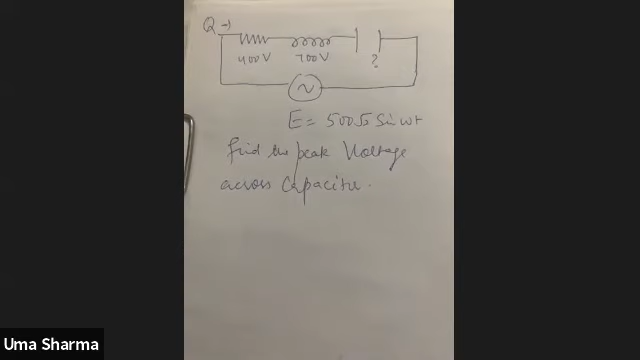 Q →
400V 700V ?
~
E = 500√2 Sin ωt
find the peak Voltage
across Capacitor.
Uma Sharma